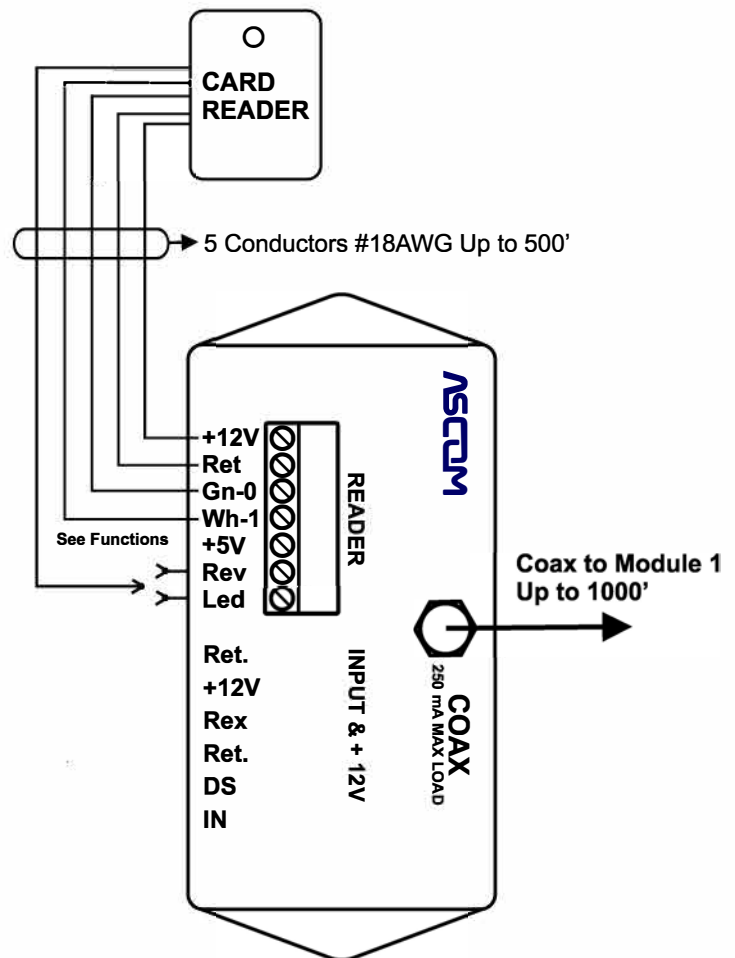 CARD
READER
5 Conductors #18AWG Up to 500’
ASCOM
+12V
Ret
Gn-0
Wh-1
+5V
Rev
Led
READER
See Functions
Coax to Module 1
Up to 1000’
Ret.
+12V
Rex
Ret.
DS
IN
INPUT & + 12V
COAX
250 mA MAX LOAD